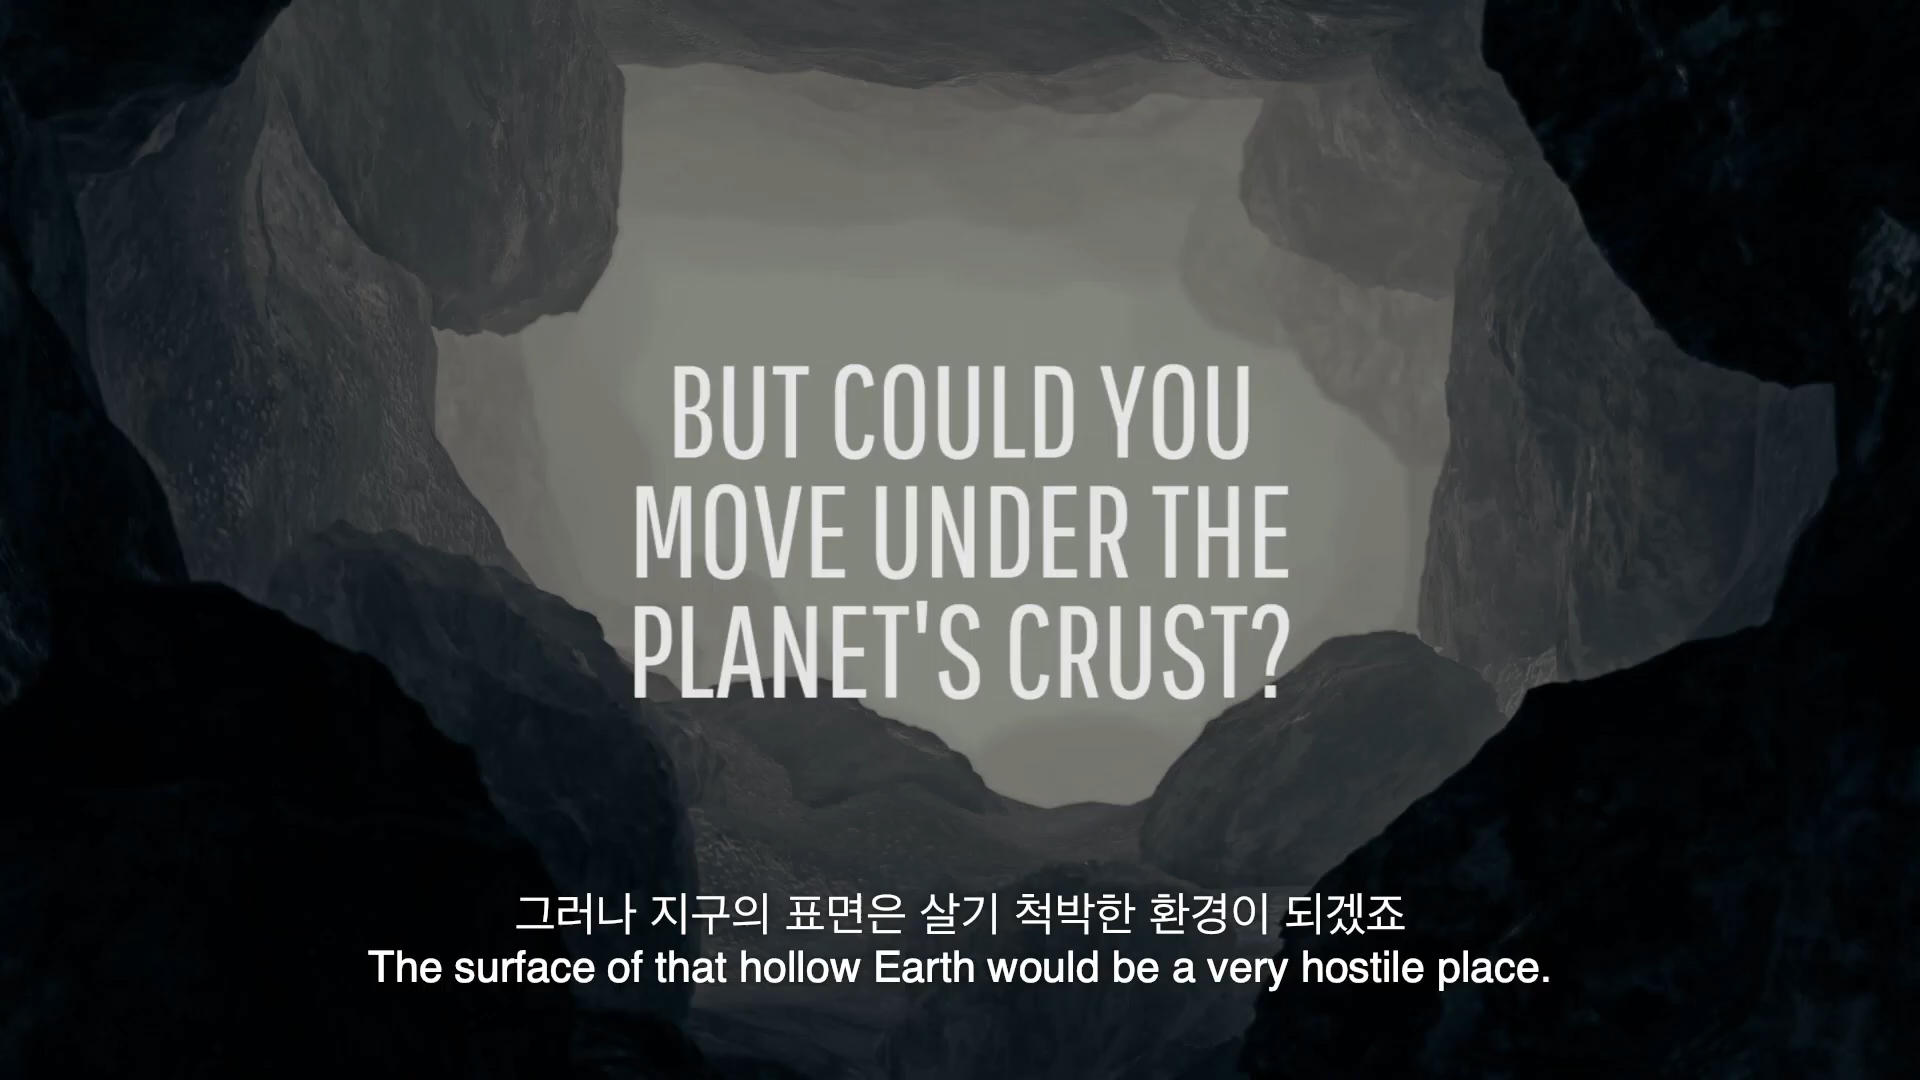 BUT COULD YOU
MOVE UNDER THE
PLANET'S CRUST?
그러나 지구의 표면은 살기 척박한 환경이 되겠죠
The surface of that hollow Earth would be a very hostile place.